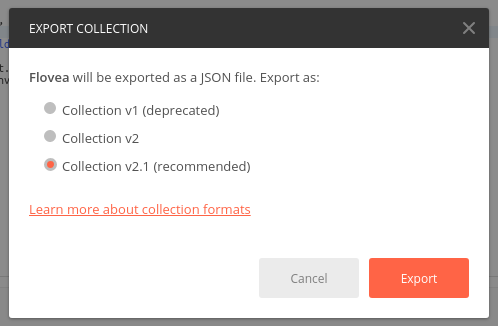 EXPORT COLLECTION
Flovea will be exported as a JSON file. Export as:
Collection v1 (deprecated)
Collection v2
Collection v2.1 (recommended)
Learn more about collection formats
Cancel
Export